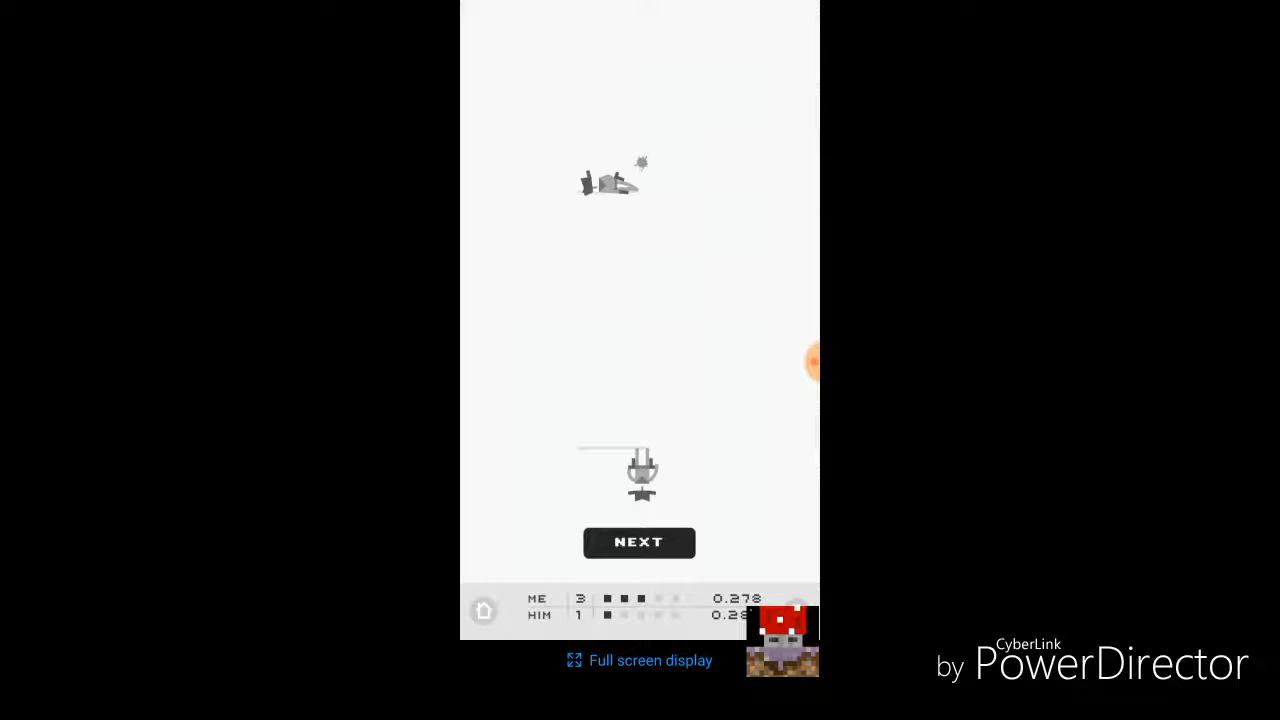 NEXT
ME 3 0.278
HIM 1
Full screen display
CyberLink
by PowerDirector